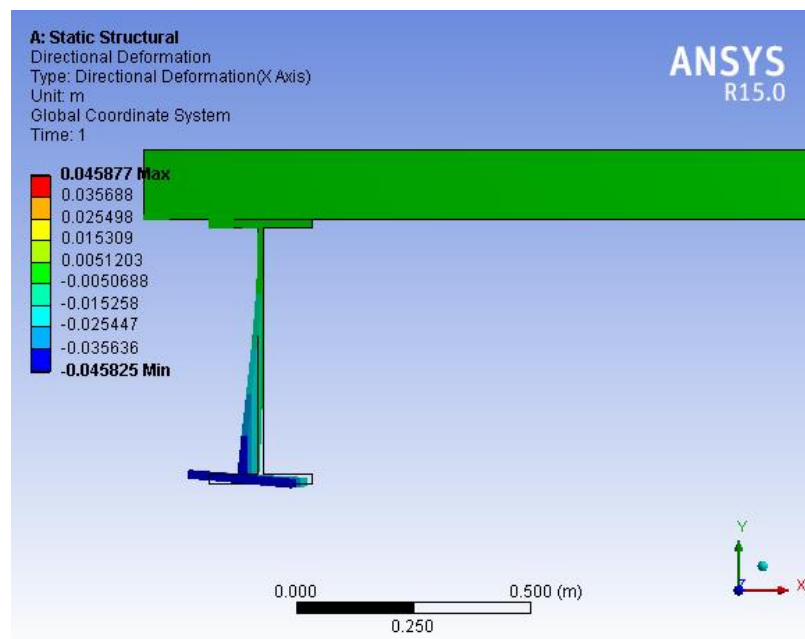 A: Static Structural
Directional Deformation
Type: Directional Deformation(X Axis)
Unit: m
Global Coordinate System
Time: 1
ANSYS
R15.0
0.045877 Max
0.035688
0.025498
0.015309
0.0051203
-0.0050688
-0.015258
-0.025447
-0.035636
-0.045825 Min
Y
X
Z
0.000
0.500 (m)
0.250